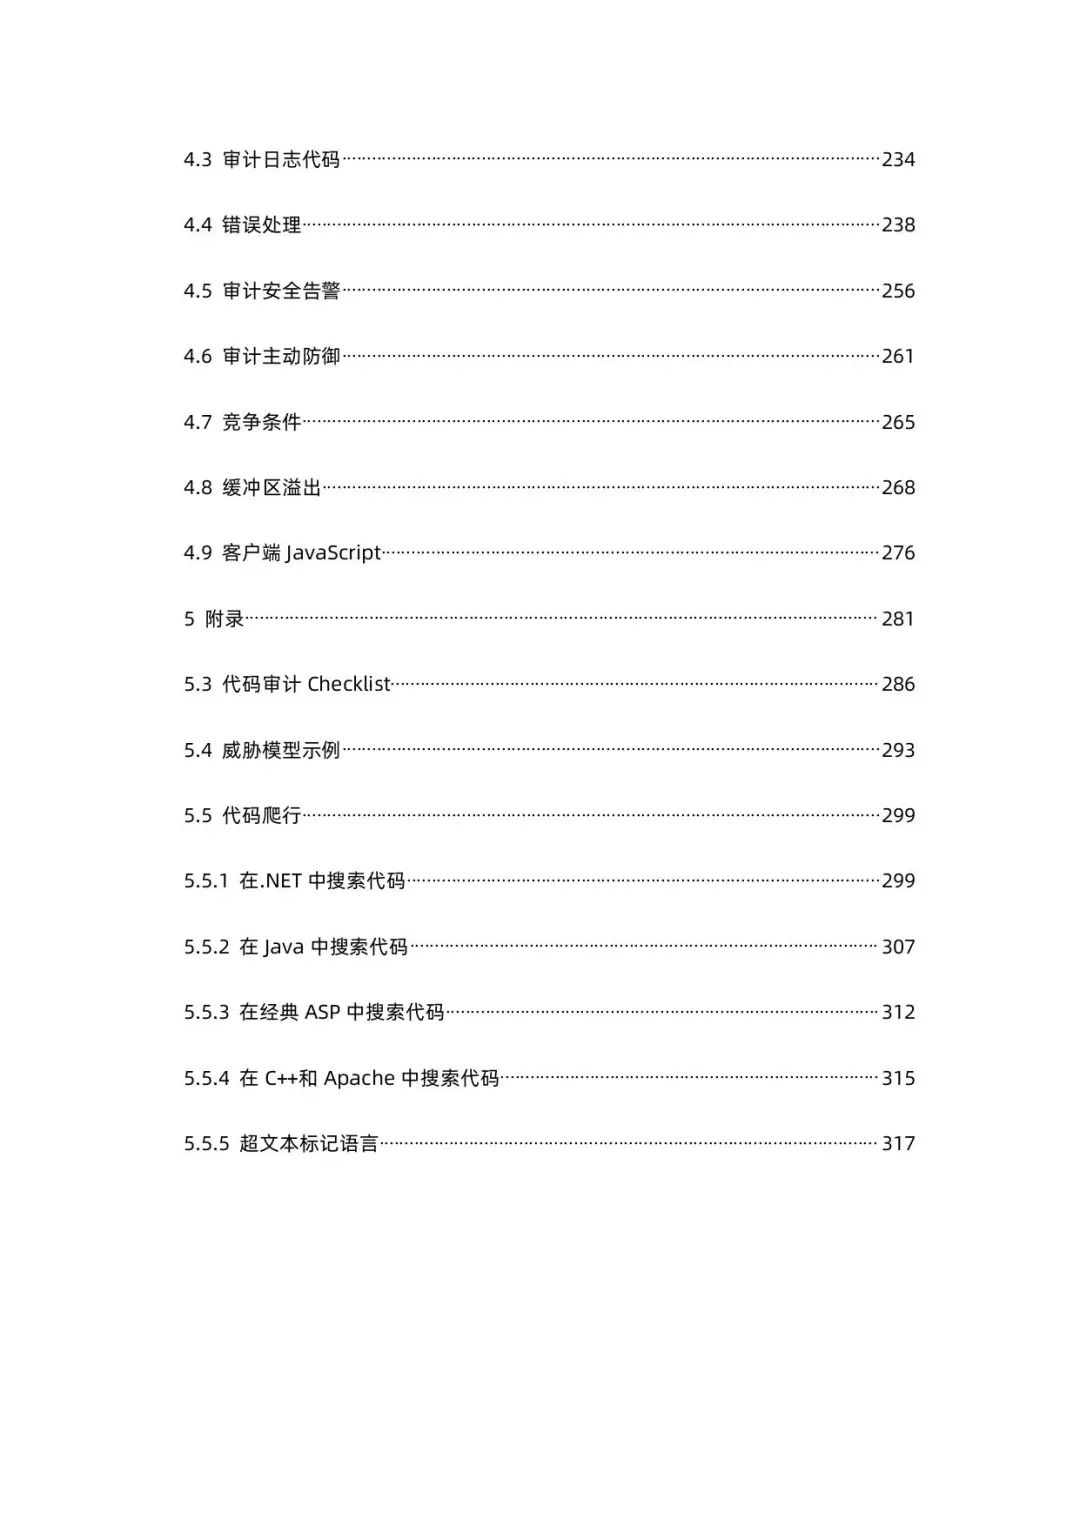 4.3 审计日志代码 234
4.4 错误处理 238
4.5 审计安全告警 256
4.6 审计主动防御 261
4.7 竞争条件 265
4.8 缓冲区溢出 268
4.9 客户端 JavaScript 276
5 附录 281
5.3 代码审计 Checklist 286
5.4 威胁模型示例 293
5.5 代码爬行 299
5.5.1 在.NET 中搜索代码 299
5.5.2 在 Java 中搜索代码 307
5.5.3 在经典 ASP 中搜索代码 312
5.5.4 在 C++和 Apache 中搜索代码 315
5.5.5 超文本标记语言 317